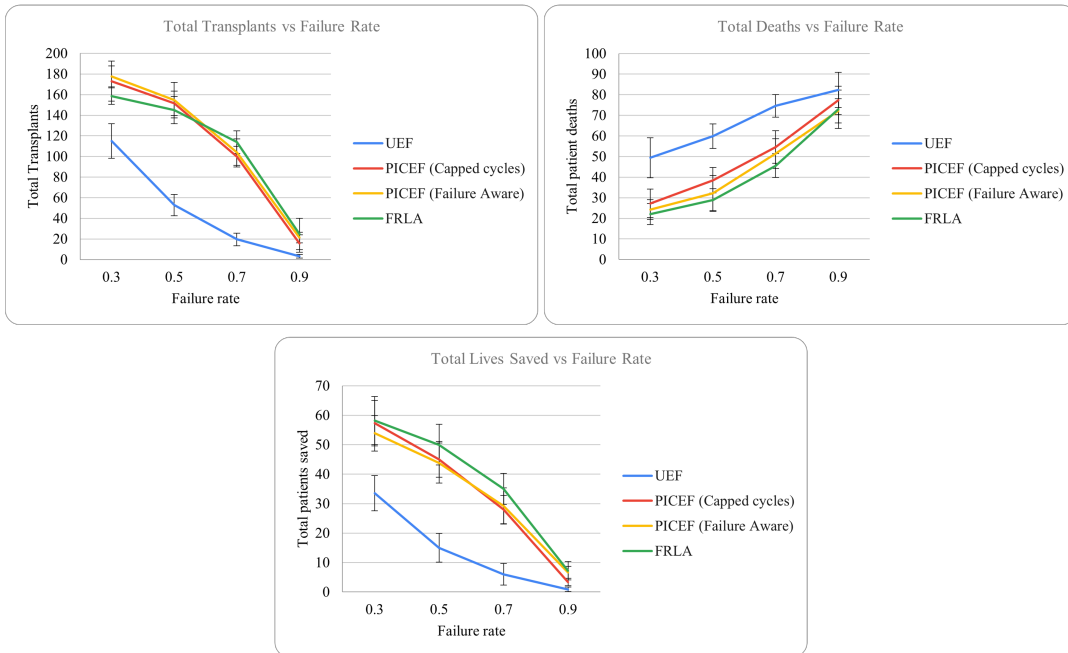 Total Transplants vs Failure Rate
Total Transplants
200
180
160
140
120
100
80
60
40
20
0
0.3 0.5 0.7 0.9
Failure rate
UEF
PICEF (Capped cycles)
PICEF (Failure Aware)
FRLA
Total Deaths vs Failure Rate
Total patient deaths
100
90
80
70
60
50
40
30
20
10
0
0.3 0.5 0.7 0.9
Failure rate
UEF
PICEF (Capped cycles)
PICEF (Failure Aware)
FRLA
Total Lives Saved vs Failure Rate
Total patients saved
70
60
50
40
30
20
10
0
0.3 0.5 0.7 0.9
Failure rate
UEF
PICEF (Capped cycles)
PICEF (Failure Aware)
FRLA